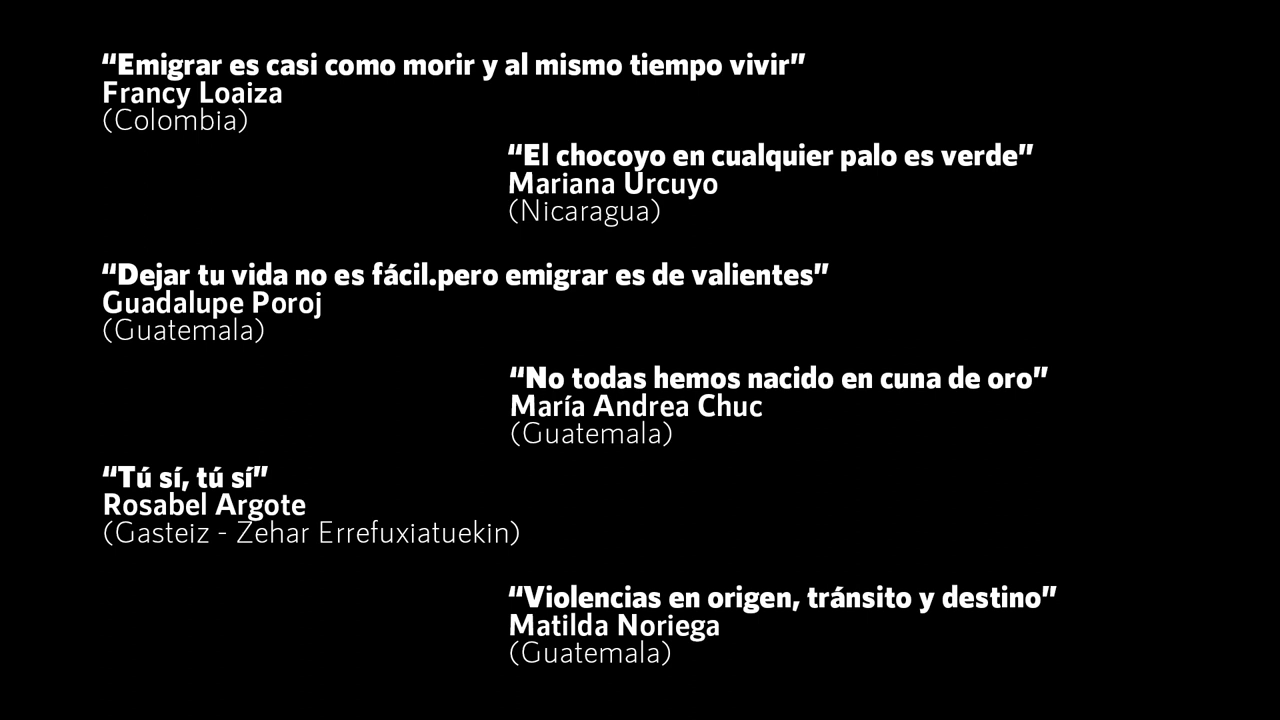 “Emigrar es casi como morir y al mismo tiempo vivir”
Francy Loaiza
(Colombia)
“El chocoyo en cualquier palo es verde”
Mariana Urcuyo
(Nicaragua)
“Dejar tu vida no es fácil.pero emigrar es de valientes”
Guadalupe Poroj
(Guatemala)
“No todas hemos nacido en cuna de oro”
María Andrea Chuc
(Guatemala)
“Tú sí, tú sí”
Rosabel Argote
(Gasteiz - Zehar Errefuxiatuekin)
“Violencias en origen, tránsito y destino”
Matilda Noriega
(Guatemala)